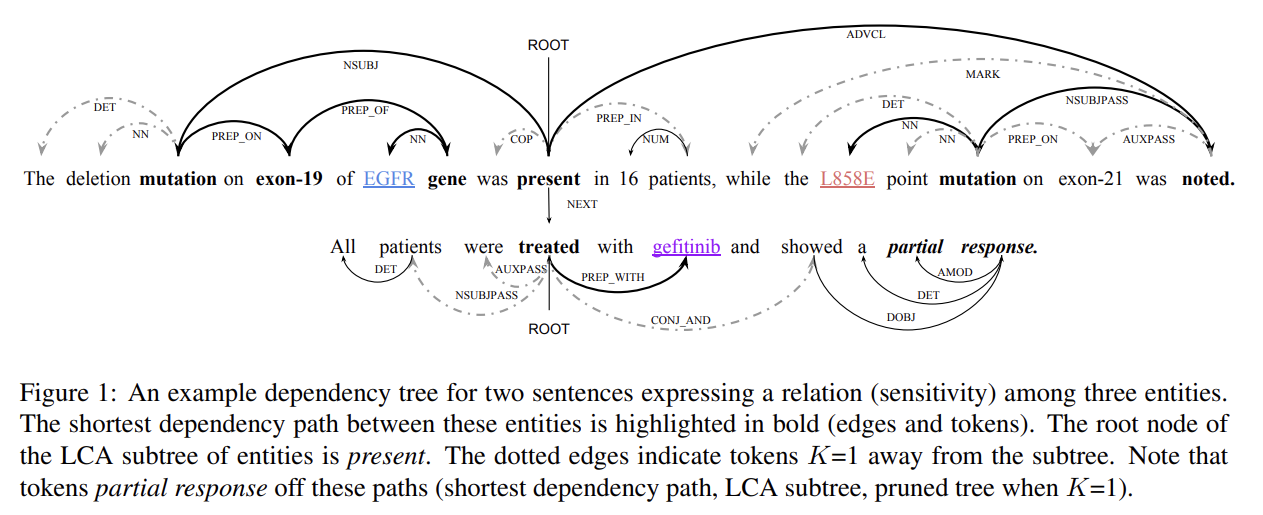 ADVCL
ROOT
NSUBJ
MARK
DET
NSUBJPASS
DET
PREP_OF
PREP_IN
NN
NN
PREP_ON
NN
COP
NUM
NN
PREP_ON
AUXPASS
The deletion mutation on exon-19 of EGFR gene was present in 16 patients, while the L858E point mutation on exon-21 was noted.
NEXT
All patients were treated with gefitinib and showed a partial response.
DET
AUXPASS
PREP_WITH
AMOD
NSUBJPASS
DET
CONJ_AND
DOBJ
ROOT
Figure 1: An example dependency tree for two sentences expressing a relation (sensitivity) among three entities.
The shortest dependency path between these entities is highlighted in bold (edges and tokens). The root node of
the LCA subtree of entities is present. The dotted edges indicate tokens K=1 away from the subtree. Note that
tokens partial response off these paths (shortest dependency path, LCA subtree, pruned tree when K=1).